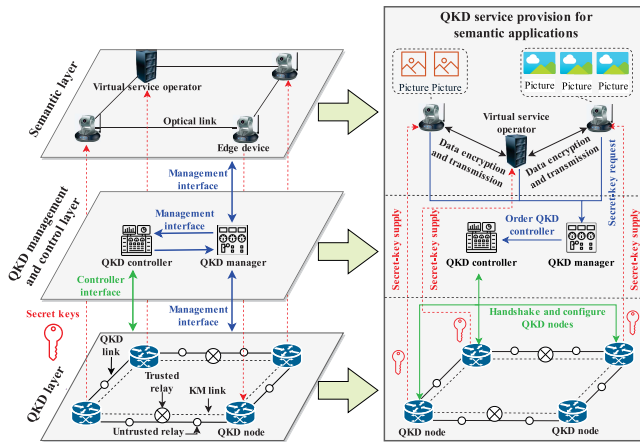 Semantic layer
Virtual service operator
Optical link
Edge device
Management
interface
QKD management
and control layer
Management
interface
QKD controller
QKD manager
Controller
interface
Management
interface
Secret keys
QKD layer
QKD
link
Trusted
relay
KM link
Untrusted relay
QKD node
QKD service provision for
semantic applications
Picture Picture
Picture Picture Picture
Virtual service
operator
Data encryption
and transmission
Data encryption
and transmission
Secret-key request
Order QKD
controller
QKD controller
QKD manager
Secret-key supply
Secret-key supply
Secret-key supply
Handshake and configure
QKD nodes
QKD node
QKD node